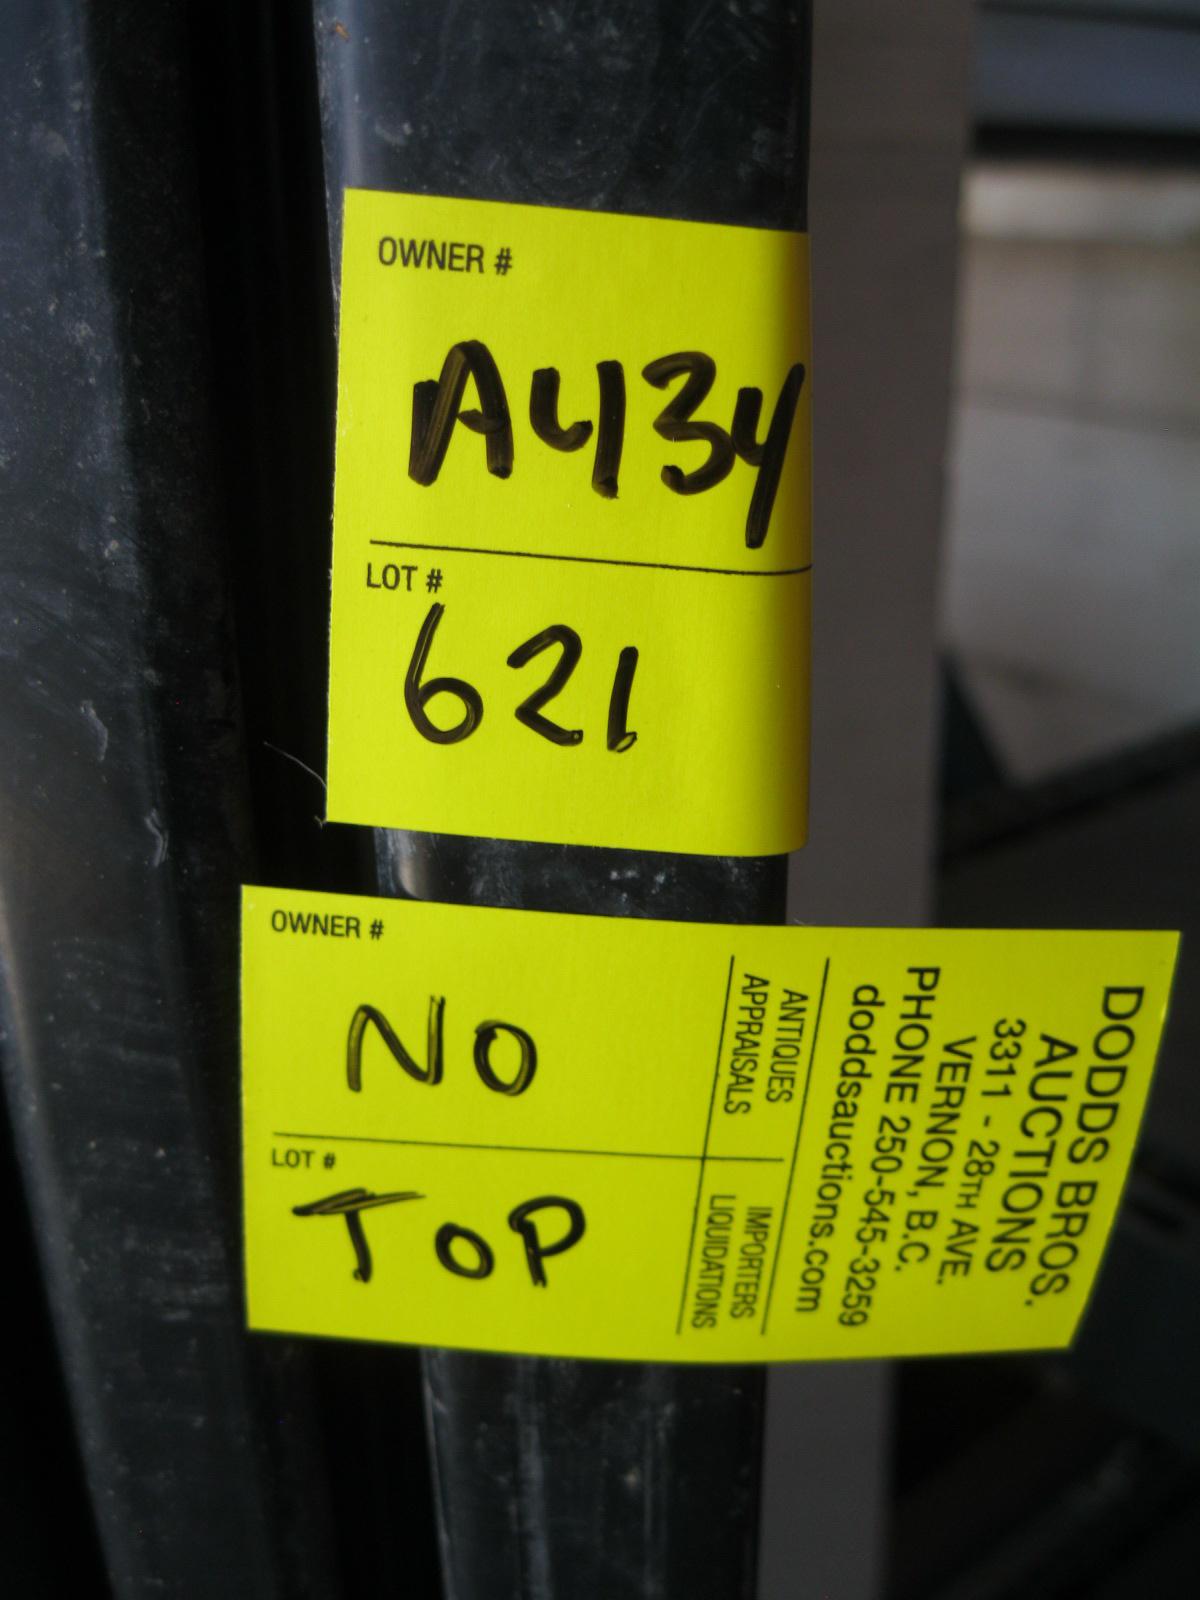 OWNER #
A434
LOT #
621
OWNER #
NO
LOT #
TOP
DODDS BROS.
AUCTIONS
3311 - 28TH AVE.
VERNON, B.C.
PHONE 250-545-3259
doddsauctions.com
ANTIQUES
APPRAISALS
IMPORTERS
LIQUIDATIONS